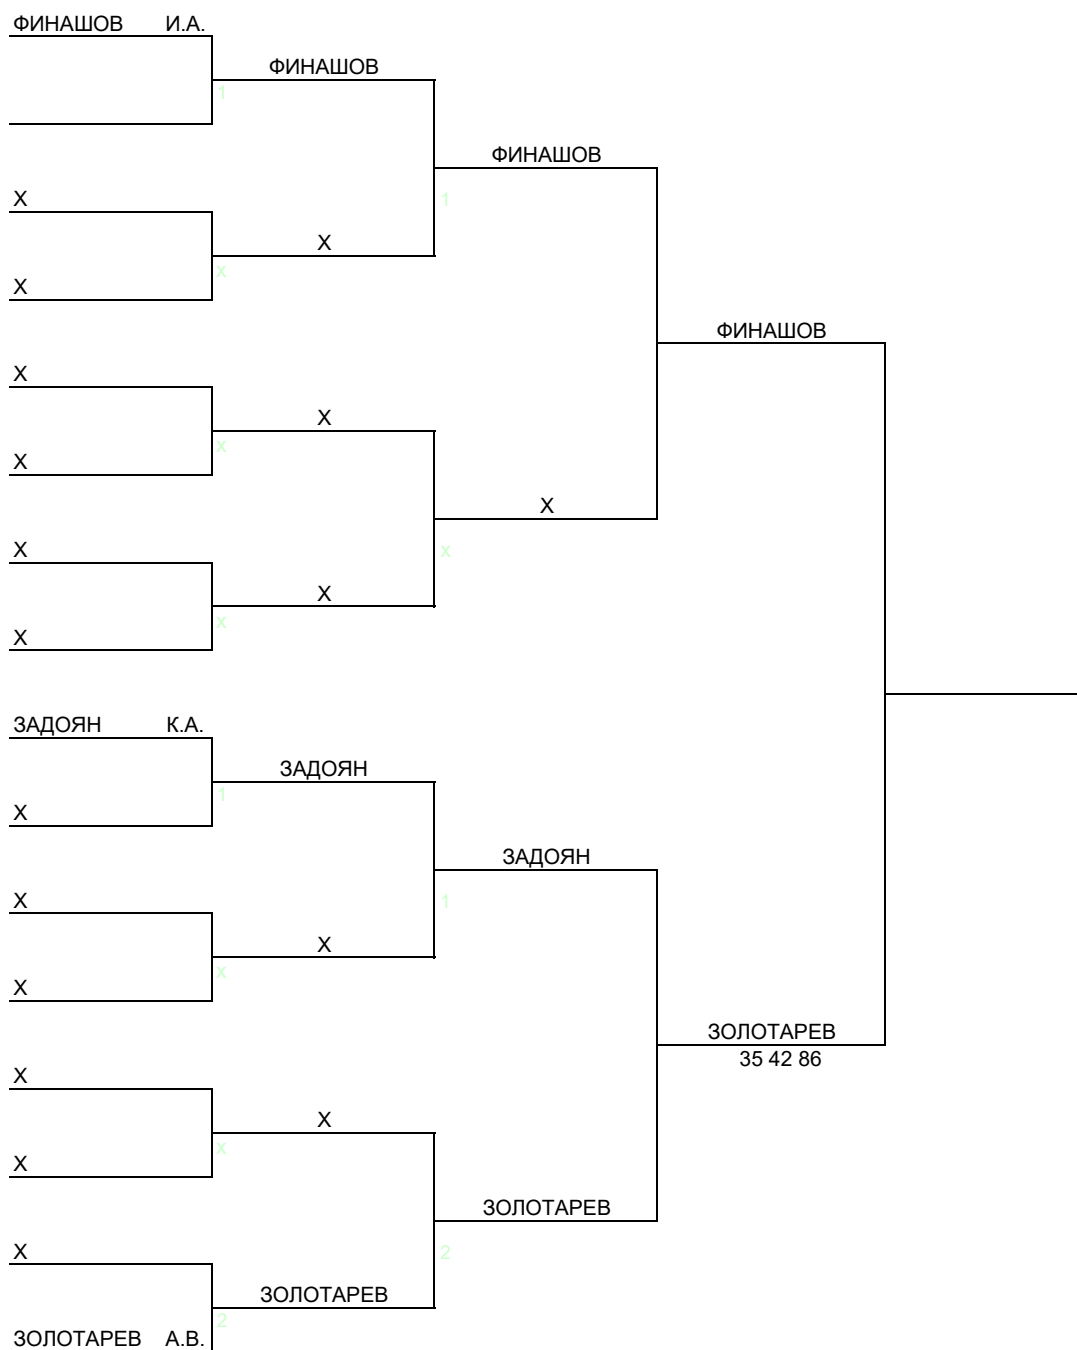 ФИНАШОВ И.А.
ФИНАШОВ
1
ФИНАШОВ
X
1
X
x
X
ФИНАШОВ
X
X
x
X
X
X
x
X
x
X
ЗАДОЯН К.А.
ЗАДОЯН
1
X
ЗАДОЯН
X
1
X
x
X
ЗОЛОТАРЕВ
35 42 86
X
X
x
X
ЗОЛОТАРЕВ
X
2
ЗОЛОТАРЕВ
2
ЗОЛОТАРЕВ А.В.